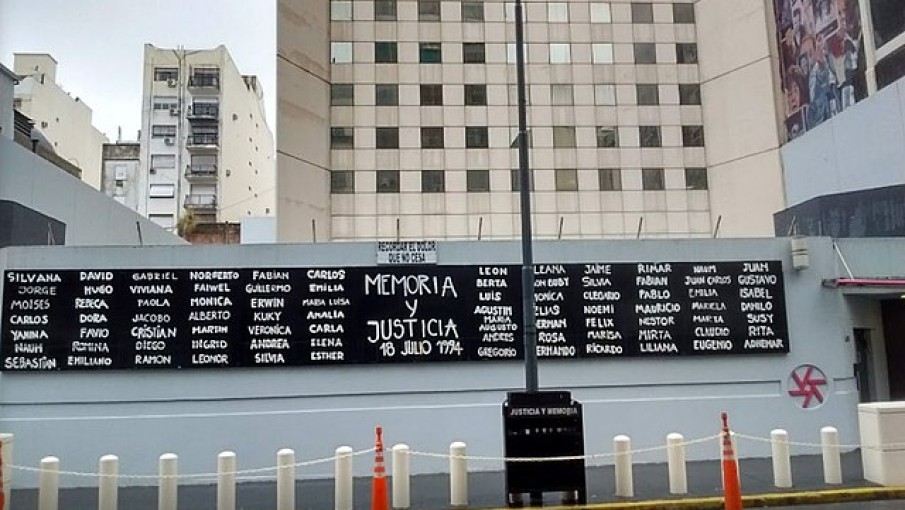 RECORDAR EL DOLOR
QUE NO CESA
SILVANA DAVID GABRIEL NORBERTO FABIAN CARLOS
JORGE HUGO VIVIANA FAIWEL GUILLERMO EMILIA
MOISES REBECA PAOLA MONICA ERWIN MARIA LUISA
CARLOS DORA JACOBO ALBERTO KUKY AMALIA
YANINA FAVIO CRISTIAN MARTIN VERONICA CARLA
NAUM ROMINA DIEGO INGRID ANDREA ELENA
SEBASTIAN EMILIANO RAMON LEONOR SILVIA ESTHER
MEMORIA
Y
JUSTICIA
18 JULIO 1994
LEON JAIME RIMAR NAUM JUAN
BERTA SILVIA FABIAN JUAN CARLOS GUSTAVO
LUIS OLEGARIO PABLO EMILIA ISABEL
AGUSTIN NOEMI MAURICIO MARIELA DANILO
MARIA
AUGUSTO FELIX NESTOR MARTA SUSY
ANDRES ROSA MARISA MIRTA CLAUDIO RITA
GREGORIO RICARDO LILIANA EUGENIO ADHEMAR
JUSTICIA Y MEMORIA